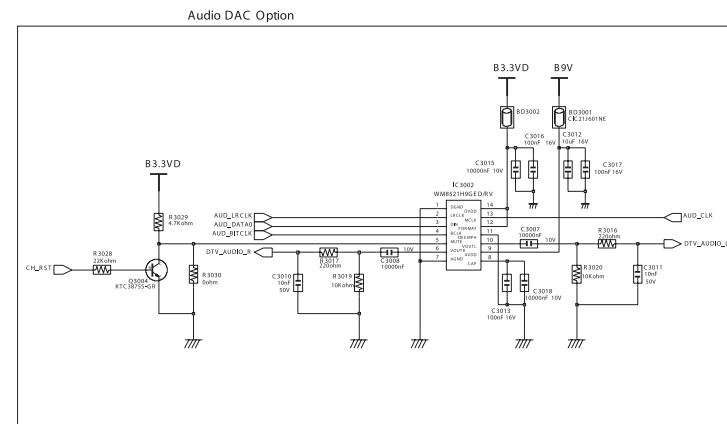 Audio DAC Option
B3.3VD
B9V
BD3002
BD3001
CIC21J601NE
C3015
10000nF 10V
C3016
100nF 16V
C3012
10uF 16V
C3017
100nF 16V
IC3002
WM8521H9GED/RV
B3.3VD
R3029
4.7Kohm
AUD_LRCLK
AUD_DATA0
AUD_BITCLK
1
2
3
4
5
6
7
DGND
LRCLK
DIN
BCLK
MUTE
VOUTR
AGND
DVDD
MCLK
FORMAT
DEEMPH
VOUTL
AVDD
CAP
14
13
12
11
10
9
8
AUD_CLK
C3007
10000nF
10V
R3016
220ohm
DTV_AUDIO_L
DTV_AUDIO_R
R3017
220ohm
C3008
10000nF
10V
R3028
22Kohm
CH_RST
Q3004
KTC3875S-GR
R3030
0ohm
C3010
10nF
50V
R3019
10Kohm
C3013
100nF 16V
C3018
10000nF 10V
R3020
10Kohm
C3011
10nF
50V